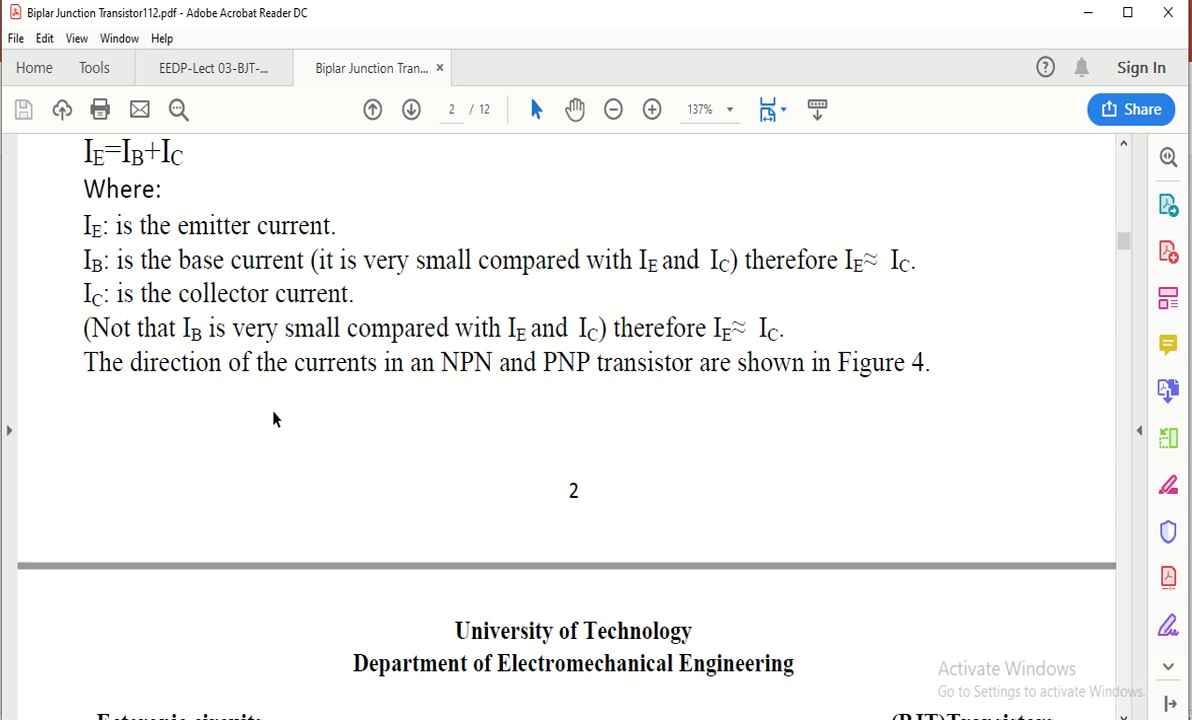 Biplar Junction Transistor112.pdf - Adobe Acrobat Reader DC
File Edit View Window Help
Home Tools EEDP-Lect 03-BJT-... Biplar Junction Tran... × Sign In
2 / 12 137% Share
IE=IB+IC
Where:
IE: is the emitter current.
IB: is the base current (it is very small compared with IE and IC) therefore IE≈ IC.
IC: is the collector current.
(Not that IB is very small compared with IE and IC) therefore IE≈ IC.
The direction of the currents in an NPN and PNP transistor are shown in Figure 4.
2
University of Technology
Department of Electromechanical Engineering
Activate Windows
Go to Settings to activate Windows.
(BJT)Transistors